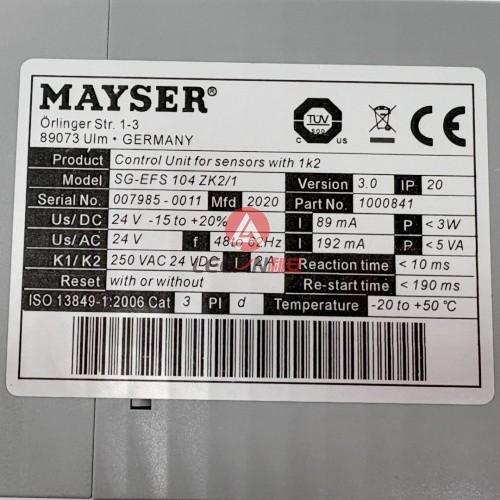 MAYSER®
Örlinger Str. 1-3
89073 Ulm • GERMANY
TÜV
C US
CE
Product Control Unit for sensors with 1k2
Model SG-EFS 104 ZK2/1 Version 3.0 IP 20
Serial No. 007985-0011 Mfd 2020 Part No. 1000841
Us/DC 24 V -15 to +20% I 89 mA P < 3W
Us/AC 24 V f 48to 62Hz I 192 mA P < 5 VA
K1/K2 250 VAC 24 VDC I 2A Reaction time < 10 ms
Reset with or without Re-start time < 190 ms
ISO 13849-1:2006 Cat 3 Pl d Temperature -20 to +50°C